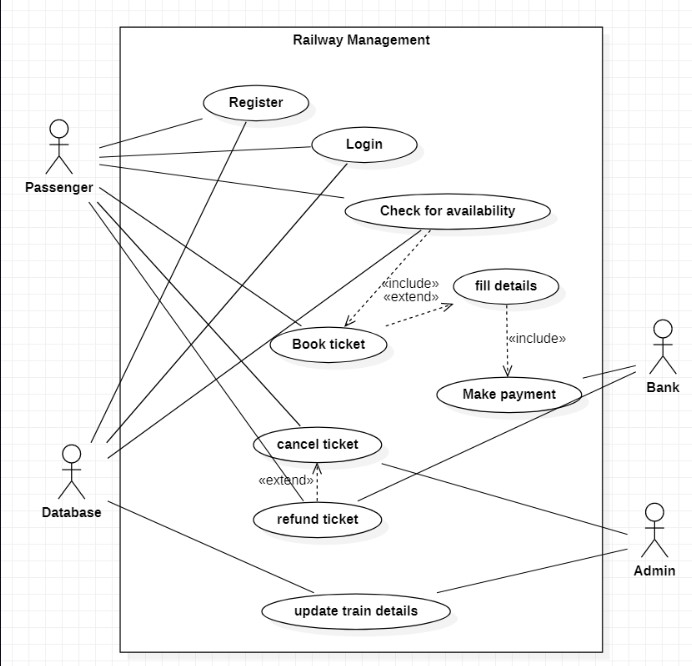 Railway Management
Register
Login
Passenger
Check for availability
«include»
«extend»
fill details
Book ticket
«include»
Make payment
Bank
cancel ticket
«extend»
Database
refund ticket
Admin
update train details